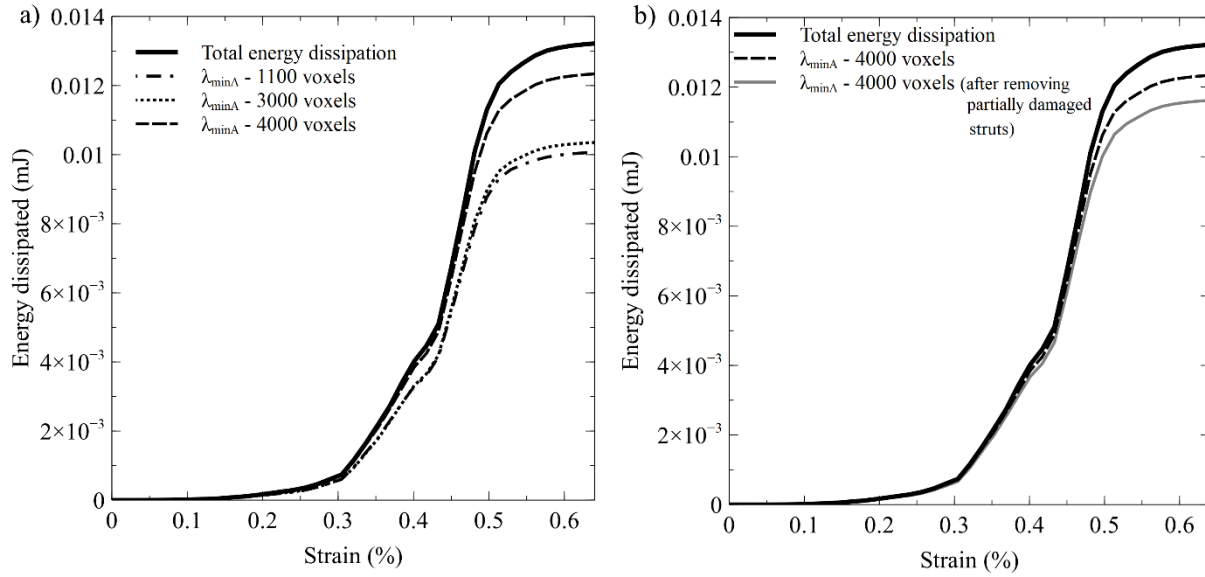 a)
0.014
0.012
0.01
8×10⁻³
6×10⁻³
4×10⁻³
2×10⁻³
0
Energy dissipated (mJ)
Total energy dissipation
λminA - 1100 voxels
λminA - 3000 voxels
λminA - 4000 voxels
0 0.1 0.2 0.3 0.4 0.5 0.6
Strain (%)
b)
0.014
0.012
0.01
8×10⁻³
6×10⁻³
4×10⁻³
2×10⁻³
0
Energy dissipated (mJ)
Total energy dissipation
λminA - 4000 voxels
λminA - 4000 voxels (after removing
partially damaged
struts)
0 0.1 0.2 0.3 0.4 0.5 0.6
Strain (%)